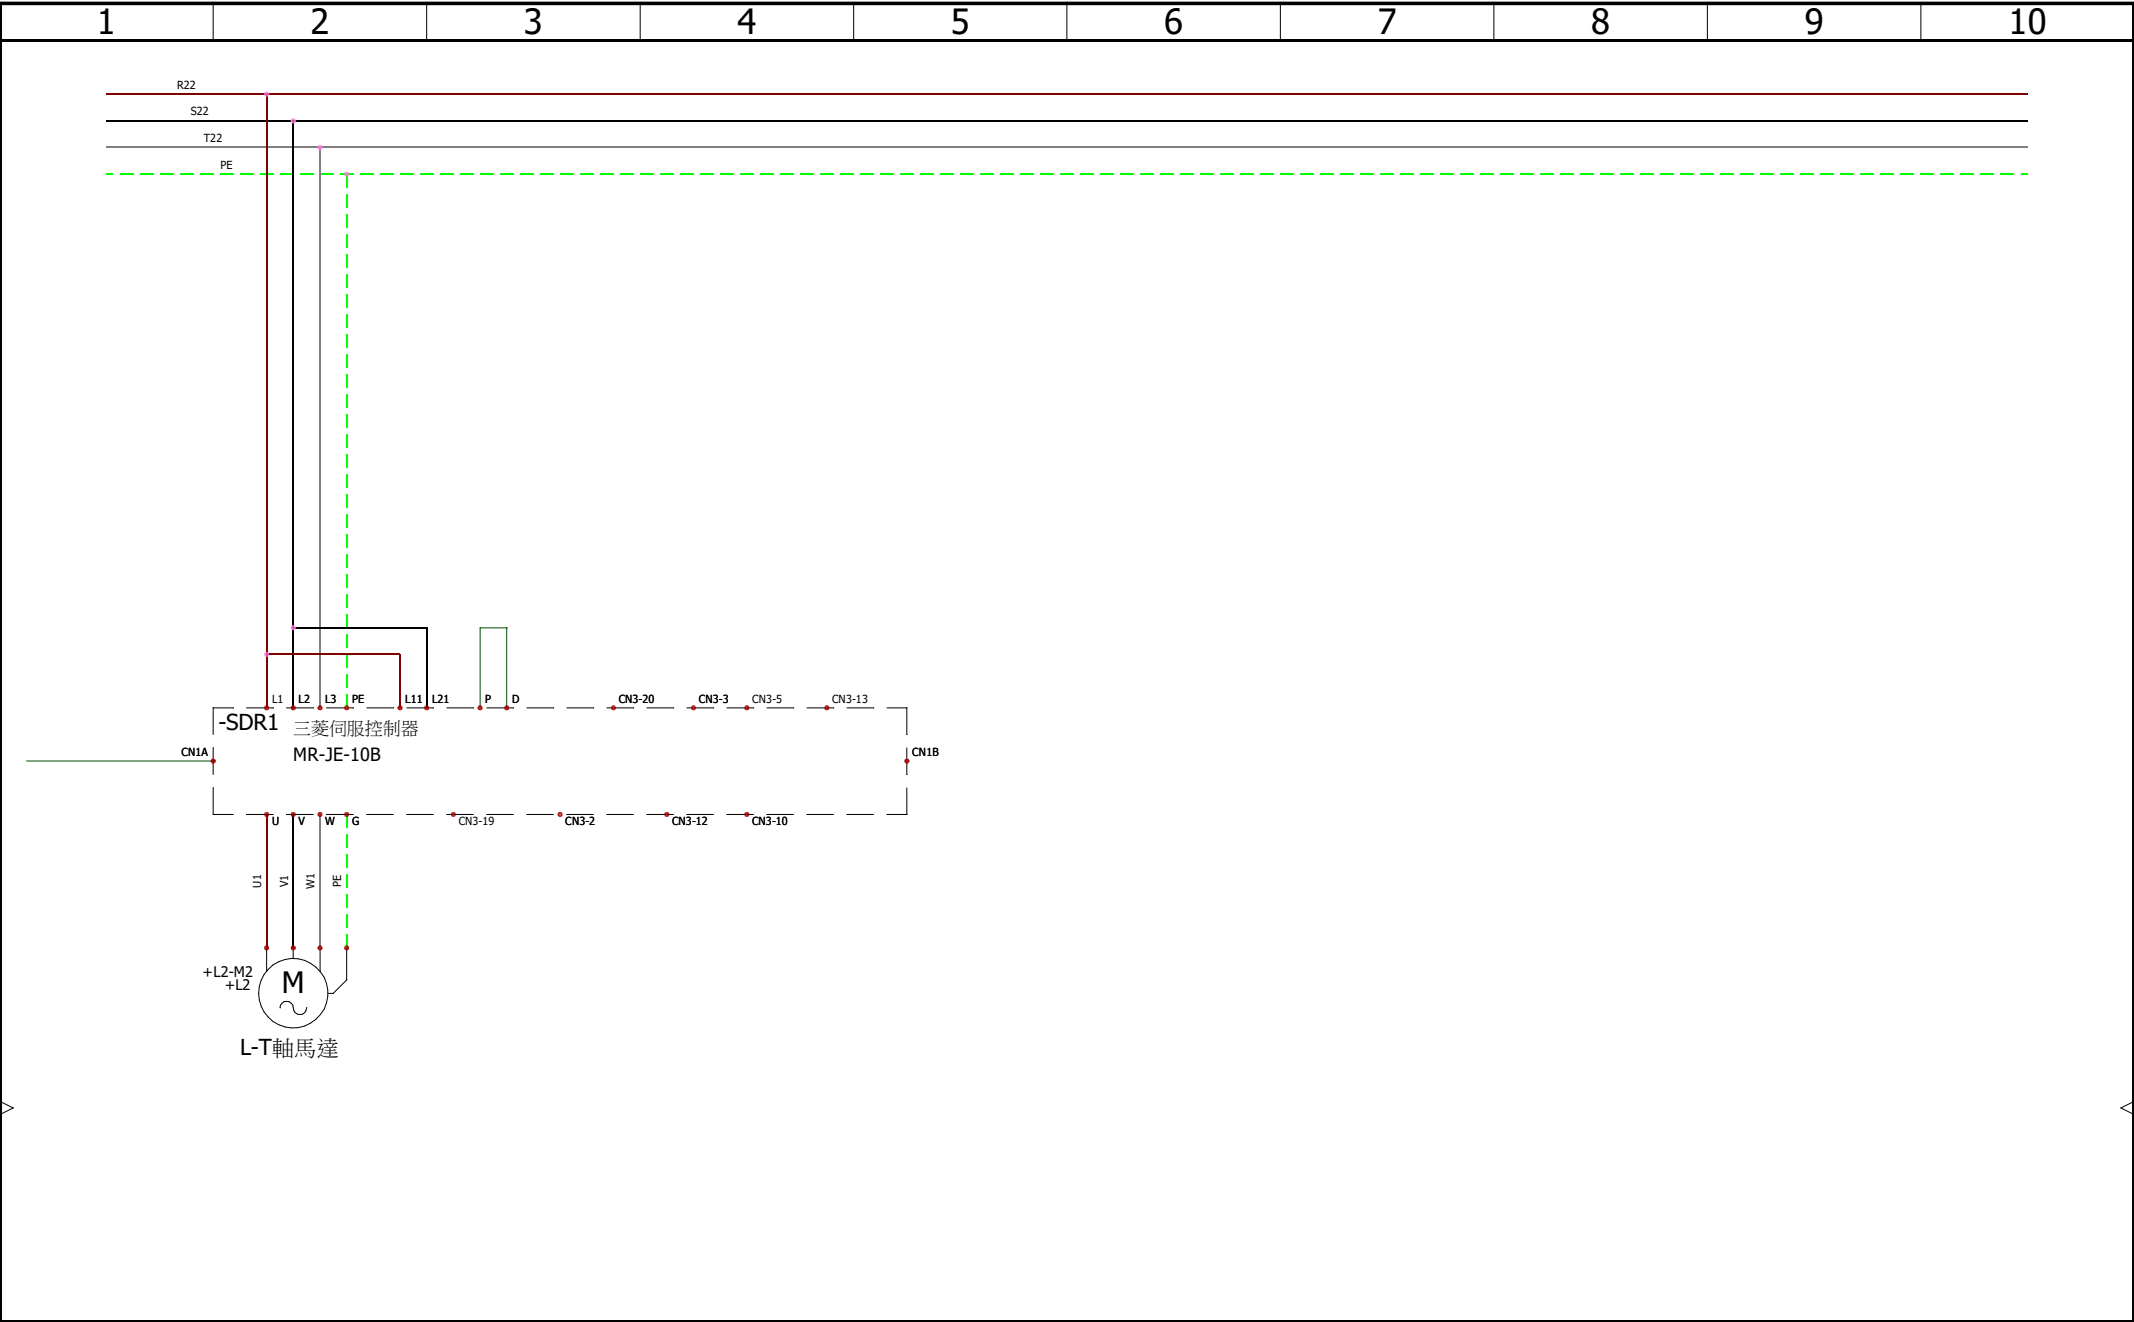 1 2 3 4 5 6 7 8 9 10
R22
S22
T22
PE
L1 L2 L3 PE L11 L21 P D CN3-20 CN3-3 CN3-5 CN3-13
-SDR1 三菱伺服控制器
CN1A MR-JE-10B CN1B
U V W G CN3-19 CN3-2 CN3-12 CN3-10
U1 V1 W1 PE
+L2-M2
+L2
M
L-T軸馬達